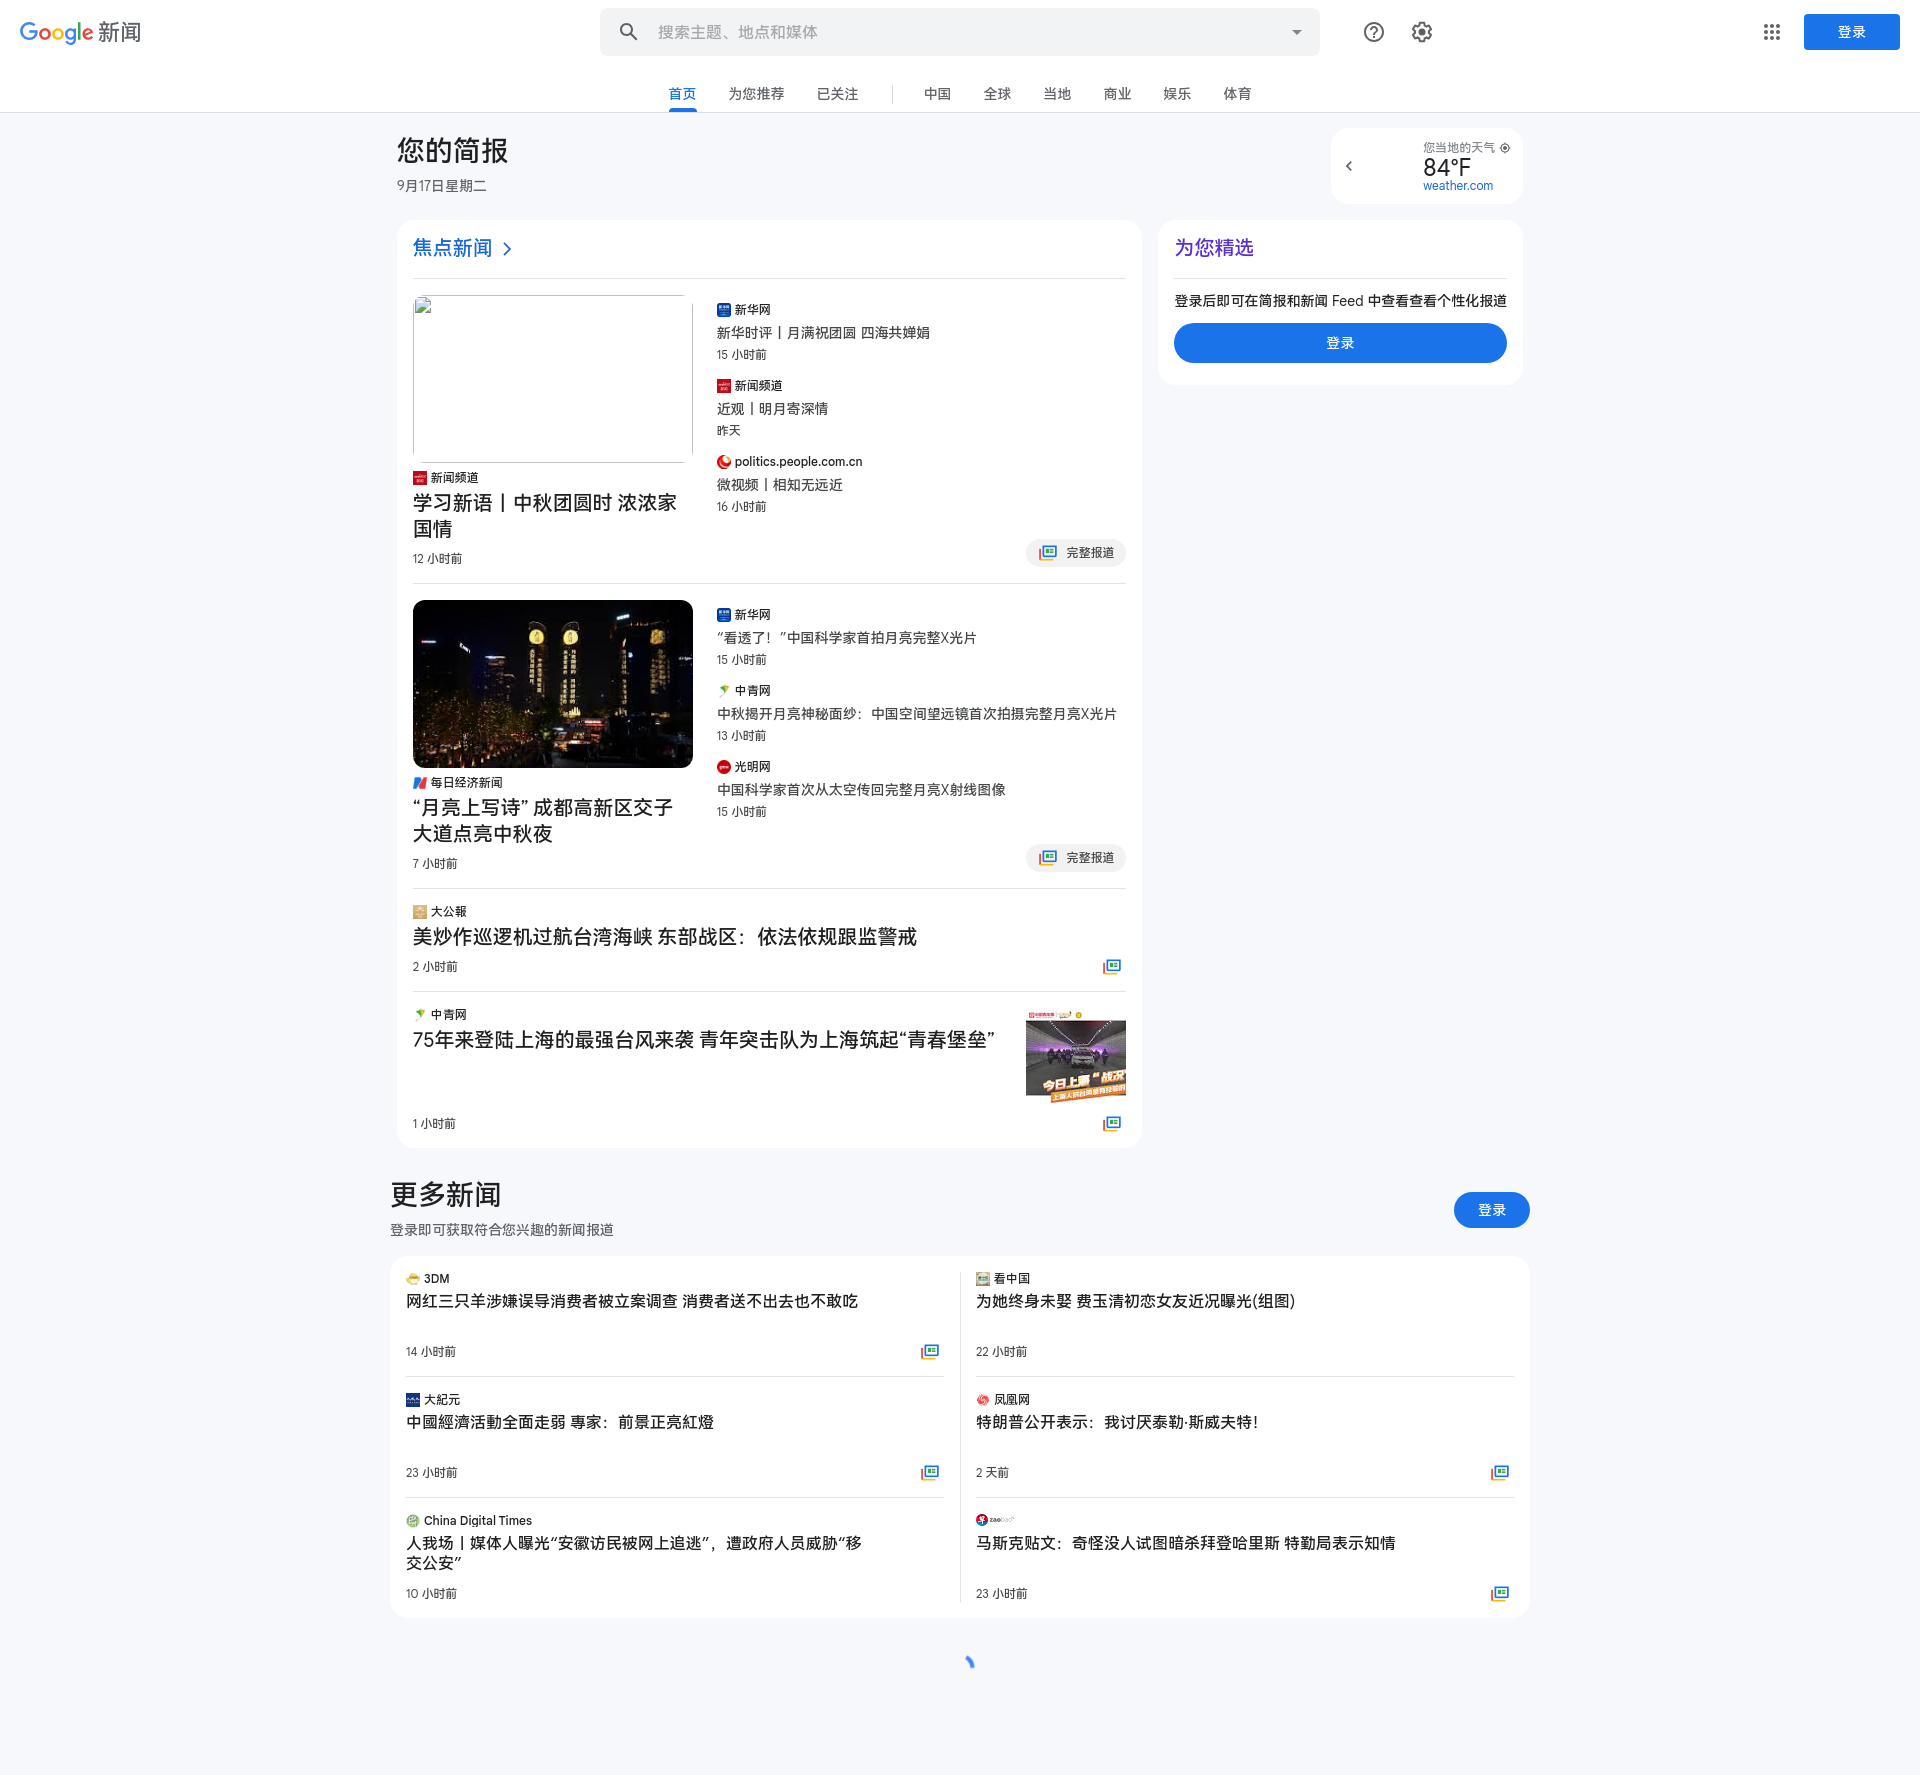 Google 新闻
搜索主题、地点和媒体
登录
首页
为您推荐
已关注
中国
全球
当地
商业
娱乐
体育
您的简报
9月17日星期二
您当地的天气
84°F
weather.com
焦点新闻
新闻频道
学习新语丨中秋团圆时 浓浓家
国情
12 小时前
新华网
新华时评丨月满祝团圆 四海共婵娟
15 小时前
新闻频道
近观丨明月寄深情
昨天
politics.people.com.cn
微视频丨相知无远近
16 小时前
完整报道
每日经济新闻
“月亮上写诗” 成都高新区交子
大道点亮中秋夜
7 小时前
新华网
“看透了！”中国科学家首拍月亮完整X光片
15 小时前
中青网
中秋揭开月亮神秘面纱：中国空间望远镜首次拍摄完整月亮X光片
13 小时前
光明网
中国科学家首次从太空传回完整月亮X射线图像
15 小时前
完整报道
大公報
美炒作巡逻机过航台湾海峡 东部战区：依法依规跟监警戒
2 小时前
中青网
75年来登陆上海的最强台风来袭 青年突击队为上海筑起“青春堡垒”
1 小时前
为您精选
登录后即可在简报和新闻 Feed 中查看查看个性化报道
登录
更多新闻
登录即可获取符合您兴趣的新闻报道
登录
3DM
网红三只羊涉嫌误导消费者被立案调查 消费者送不出去也不敢吃
14 小时前
看中国
为她终身未娶 费玉清初恋女友近况曝光(组图)
22 小时前
大紀元
中國經濟活動全面走弱 專家：前景正亮紅燈
23 小时前
凤凰网
特朗普公开表示：我讨厌泰勒·斯威夫特！
2 天前
China Digital Times
人我场丨媒体人曝光“安徽访民被网上追逃”，遭政府人员威胁“移
交公安”
10 小时前
zaobao
马斯克贴文：奇怪没人试图暗杀拜登哈里斯 特勤局表示知情
23 小时前